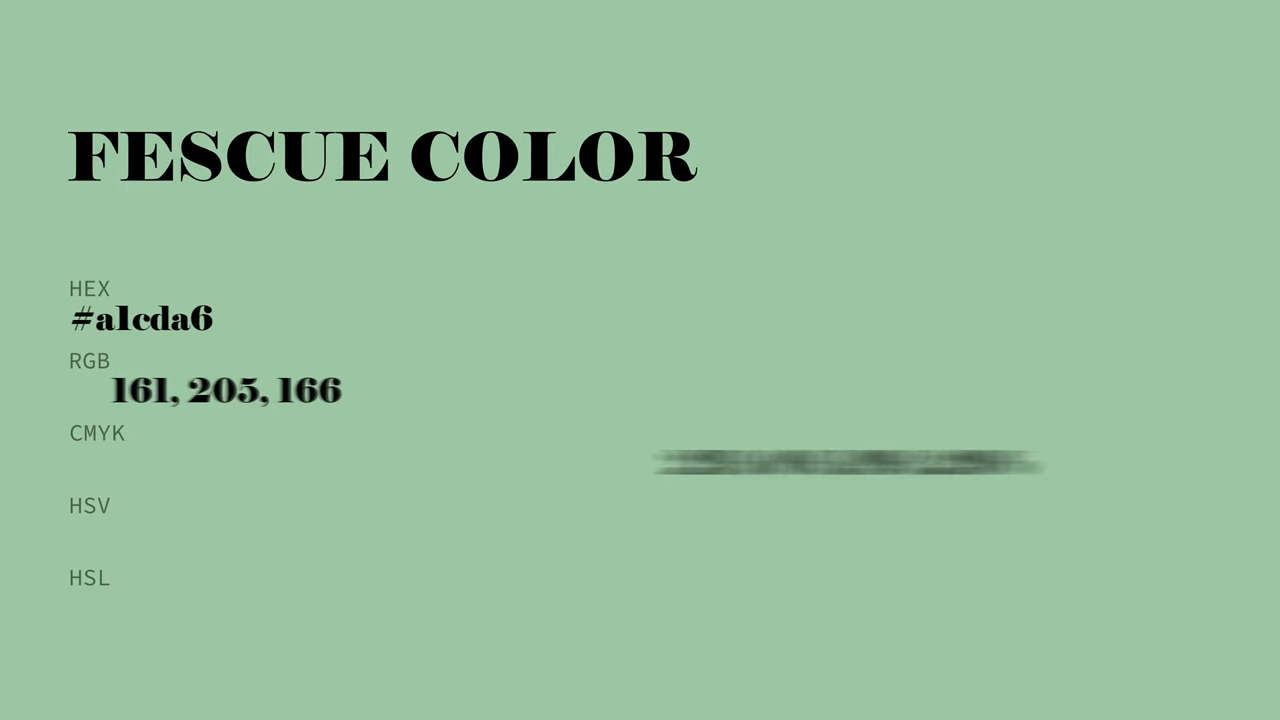 FESCUE COLOR
HEX
#a1cda6
RGB
161, 205, 166
CMYK
HSV
HSL